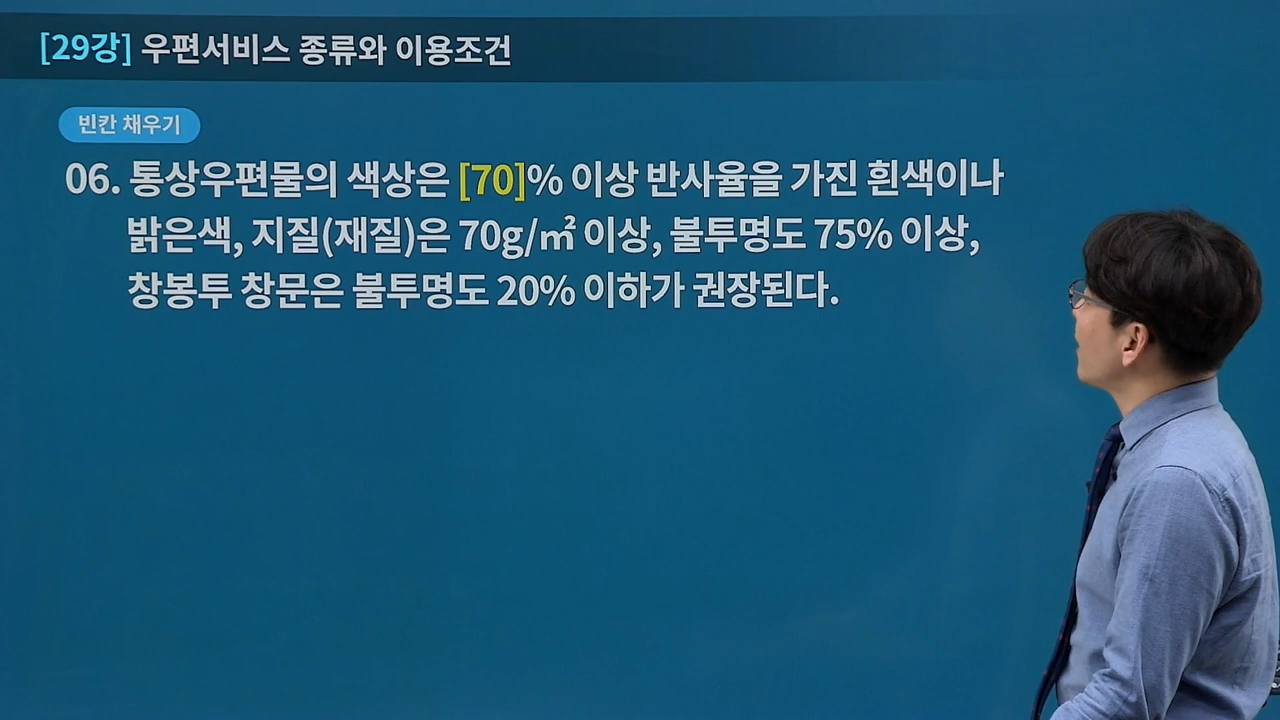 [29강] 우편서비스 종류와 이용조건
빈칸 채우기
06. 통상우편물의 색상은 [70]% 이상 반사율을 가진 흰색이나
밝은색, 지질(재질)은 70g/㎡ 이상, 불투명도 75% 이상,
창봉투 창문은 불투명도 20% 이하가 권장된다.